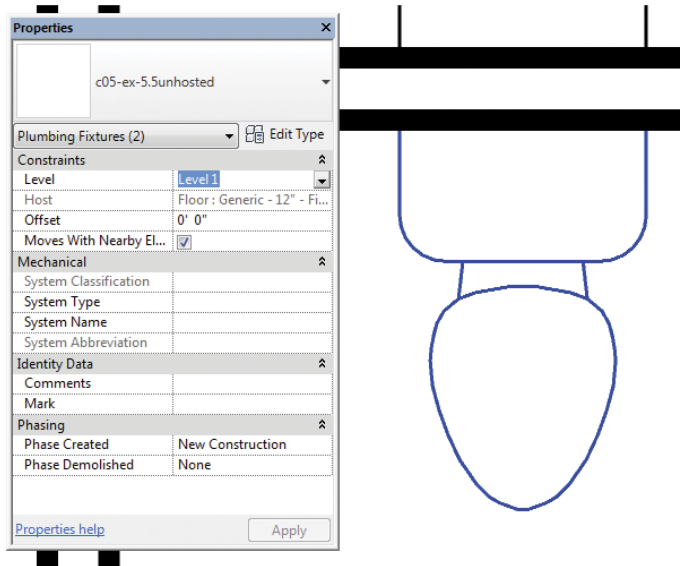 Properties
c05-ex-5.5unhosted
Plumbing Fixtures (2) Edit Type
Constraints
Level Level 1
Host Floor : Generic - 12" - Fi...
Offset 0' 0"
Moves With Nearby El...
Mechanical
System Classification
System Type
System Name
System Abbreviation
Identity Data
Comments
Mark
Phasing
Phase Created New Construction
Phase Demolished None
Properties help Apply